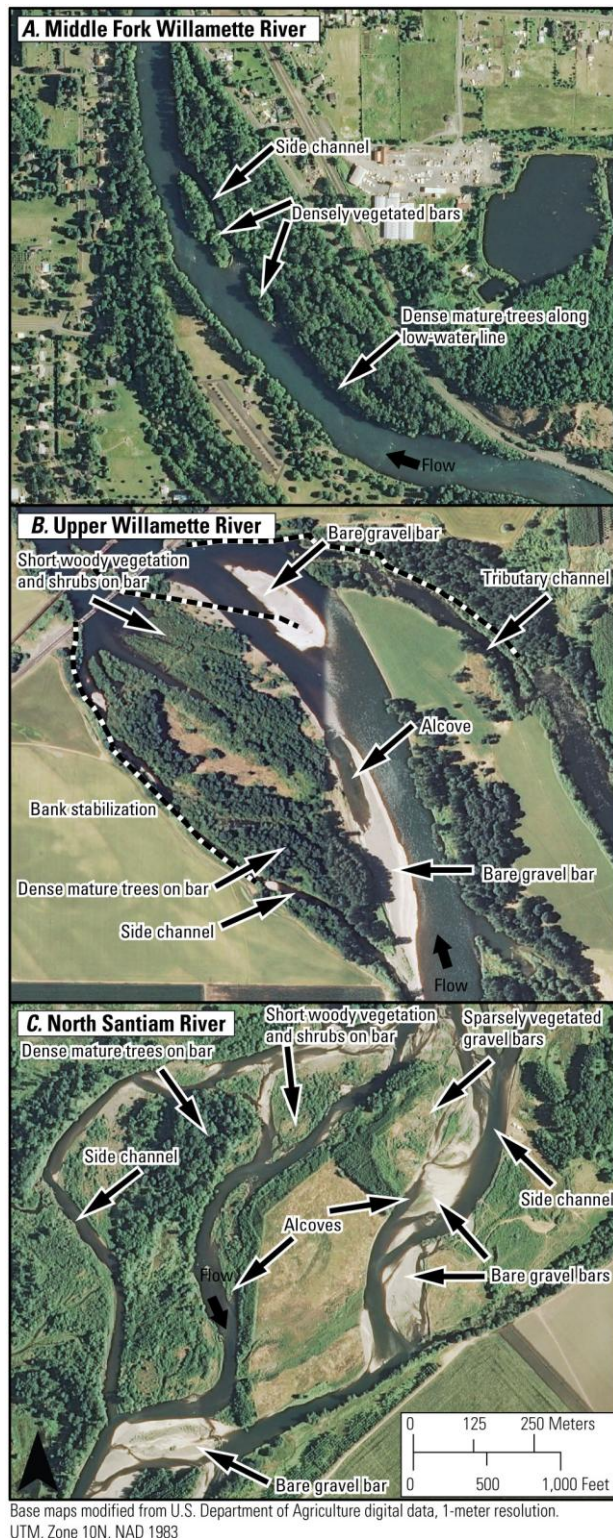 A. Middle Fork Willamette River
Side channel
Densely vegetated bars
Dense mature trees along
low-water line
Flow
B. Upper Willamette River
Bare gravel bar
Short woody vegetation
and shrubs on bar
Tributary channel
Alcove
Bank stabilization
Dense mature trees on bar
Bare gravel bar
Side channel
Flow
C. North Santiam River
Short woody vegetation
and shrubs on bar
Sparsely vegetated
gravel bars
Dense mature trees on bar
Side channel
Side channel
Alcoves
Bare gravel bars
Flow
0 125 250 Meters
0 500 1,000 Feet
Bare gravel bar
Base maps modified from U.S. Department of Agriculture digital data, 1-meter resolution.
UTM, Zone 10N, NAD 1983